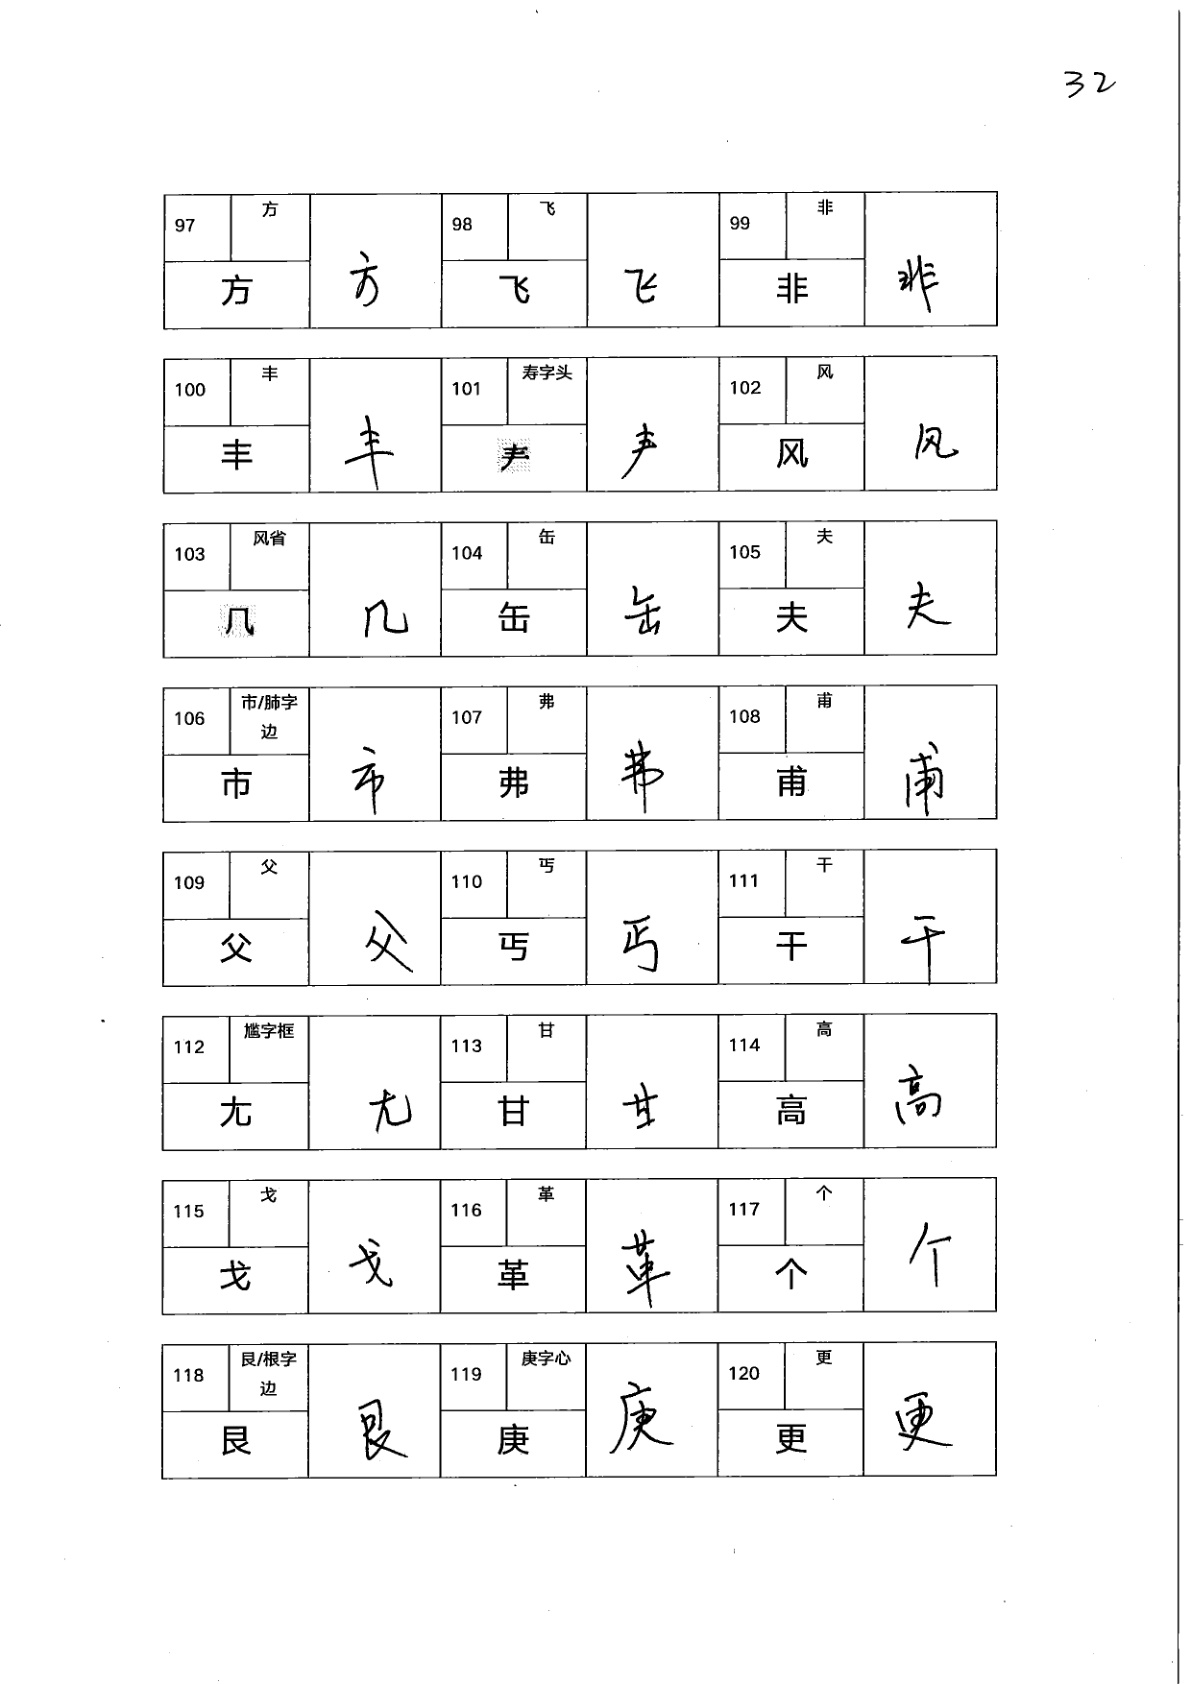 32
97 方 98 飞 99 非
方 方 飞 飞 非 非
100 丰 101 寿字头 102 风
丰 丰 𡗗 𡗗 风 风
103 风省 104 缶 105 夫
几 几 缶 缶 夫 夫
106 市/肺字边 107 弗 108 甫
市 市 弗 弗 甫 甫
109 父 110 丐 111 干
父 父 丐 丐 干 干
112 尴字框 113 甘 114 高
尢 尢 甘 甘 高 高
115 戈 116 革 117 个
戈 戈 革 革 个 个
118 艮/根字边 119 庚字心 120 更
艮 艮 庚 庚 更 更